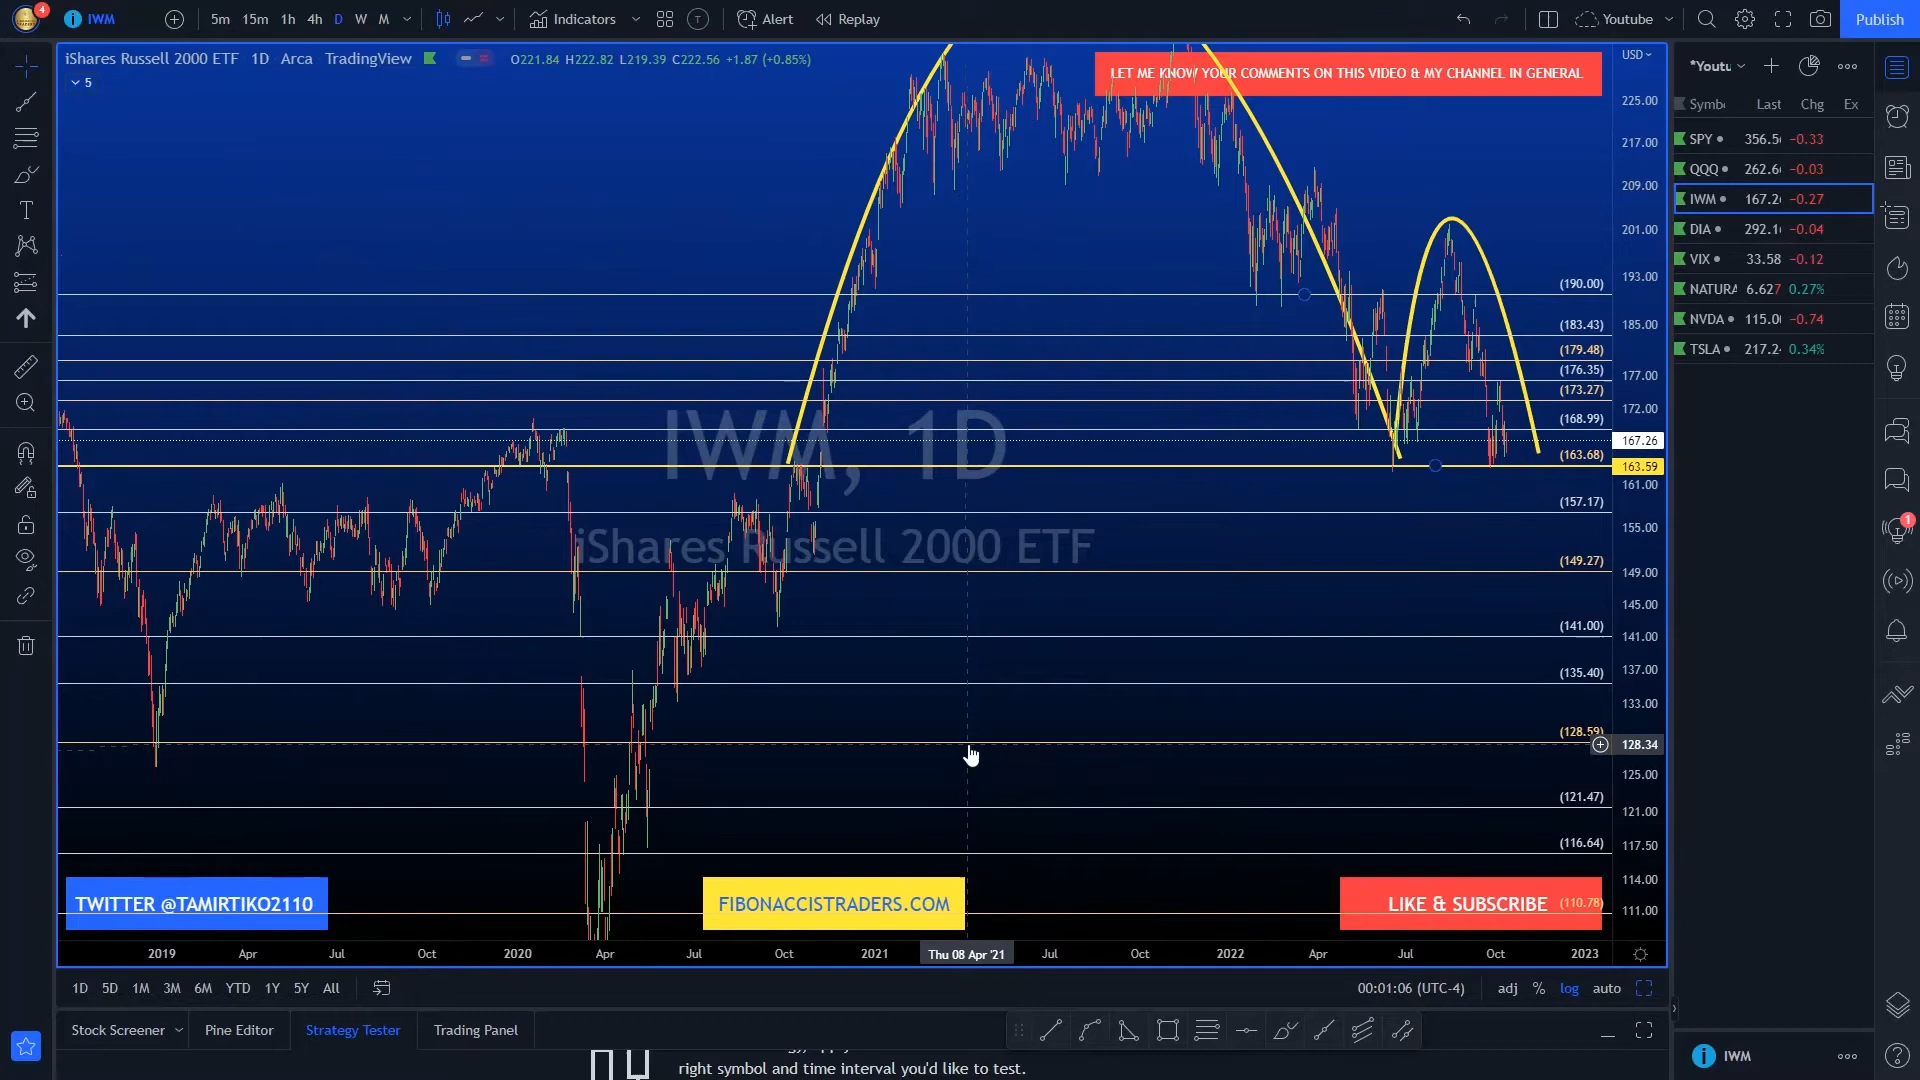 4
IWM
5m 15m 1h 4h D W M
Indicators
T
Alert
Replay
Youtube
Publish
iShares Russell 2000 ETF 1D Arca TradingView
O221.84 H222.82 L219.39 C222.56 +1.87 (+0.85%)
5
LET ME KNOW YOUR COMMENTS ON THIS VIDEO & MY CHANNEL IN GENERAL
IWM, 1D
iShares Russell 2000 ETF
(190.00)
(183.43)
(179.48)
(176.35)
(173.27)
(168.99)
(163.68)
(157.17)
(149.27)
(141.00)
(135.40)
(128.59)
(121.47)
(116.64)
(110.78)
USD
225.00
217.00
209.00
201.00
193.00
185.00
177.00
172.00
167.26
163.59
161.00
155.00
149.00
145.00
141.00
137.00
133.00
128.34
125.00
121.00
117.50
114.00
111.00
TWITTER @TAMIRTIKO2110
FIBONACCISTRADERS.COM
LIKE & SUBSCRIBE
2019 Apr Jul Oct 2020 Apr Jul Oct 2021 Thu 08 Apr '21 Jul Oct 2022 Apr Jul Oct 2023
1D 5D 1M 3M 6M YTD 1Y 5Y All
00:01:06 (UTC-4) adj % log auto
Stock Screener Pine Editor Strategy Tester Trading Panel
right symbol and time interval you'd like to test.
*Youtu
Symb Last Chg Ex
SPY 356.5 −0.33
QQQ 262.6 −0.03
IWM 167.2 −0.27
DIA 292.1 −0.04
VIX 33.58 −0.12
NATURA 6.627 0.27%
NVDA 115.0 −0.74
TSLA 217.2 0.34%
1
IWM